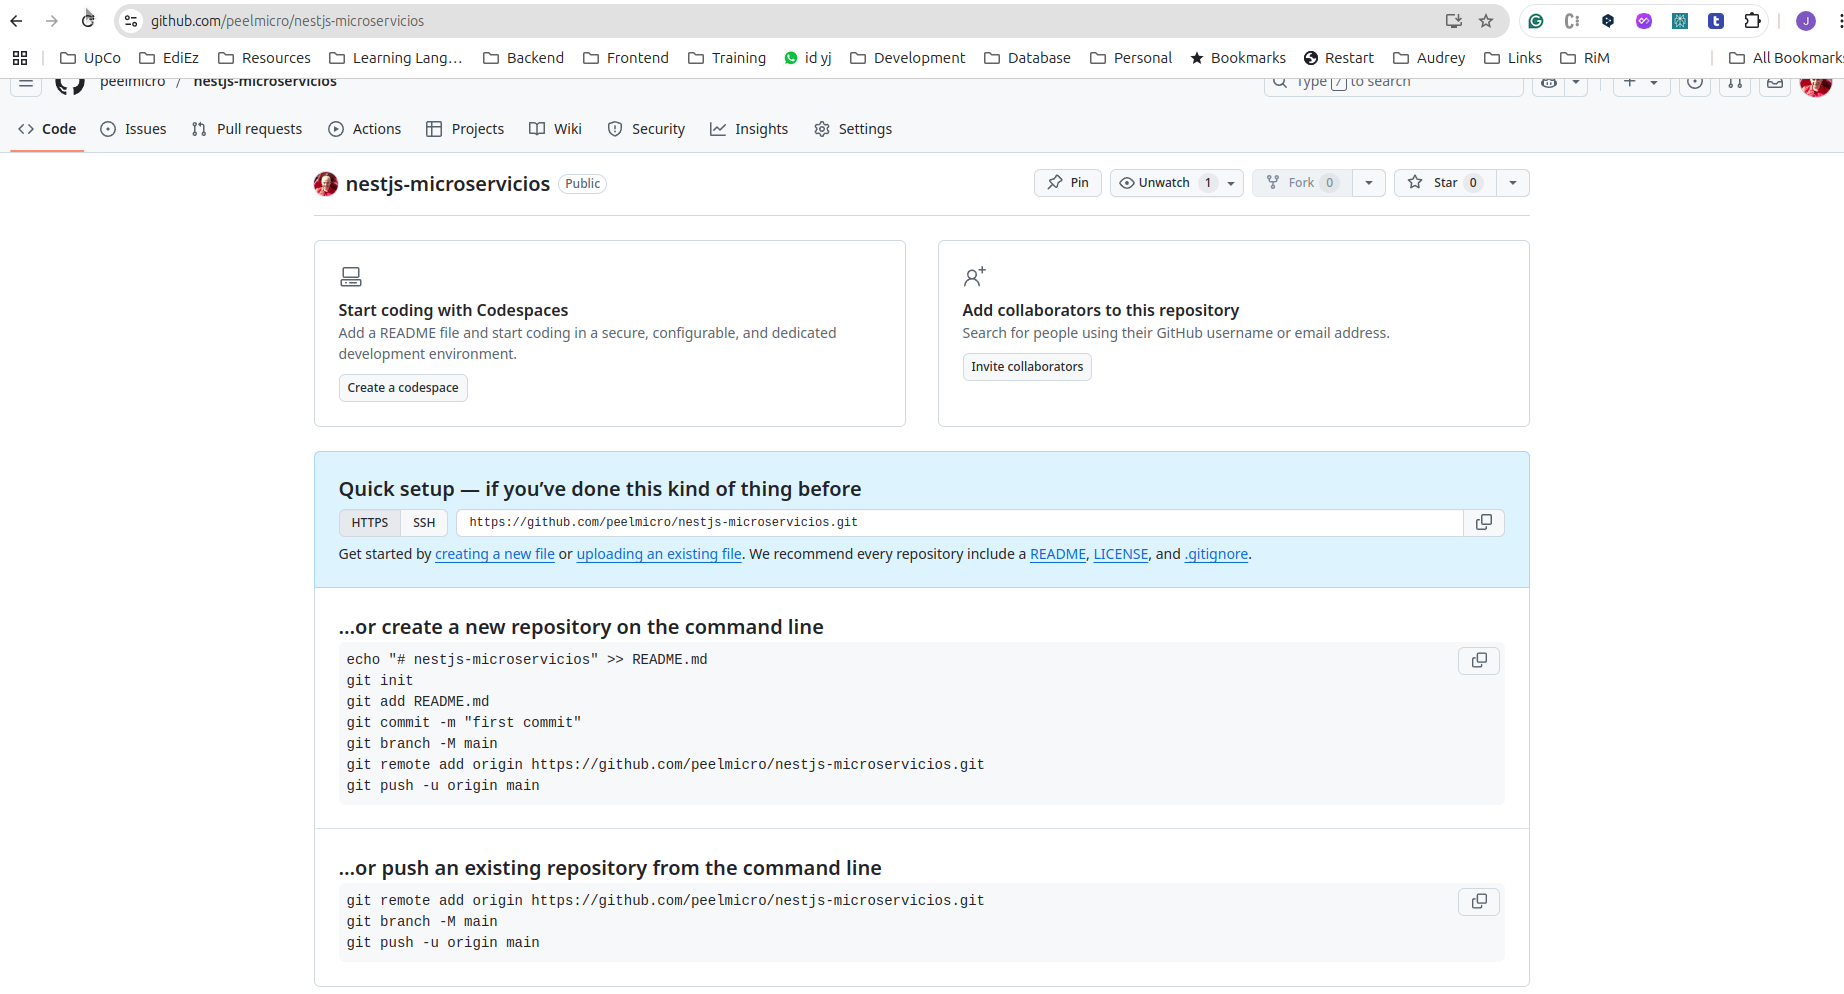 github.com/peelmicro/nestjs-microservicios
UpCo EdiEz Resources Learning Lang... Backend Frontend Training id yj Development Database Personal Bookmarks Restart Audrey Links RiM All Bookmarks
peelmicro / nestjs-microservicios Type / to search
Code Issues Pull requests Actions Projects Wiki Security Insights Settings
nestjs-microservicios Public Pin Unwatch 1 Fork 0 Star 0
Start coding with Codespaces
Add a README file and start coding in a secure, configurable, and dedicated
development environment.
Create a codespace
Add collaborators to this repository
Search for people using their GitHub username or email address.
Invite collaborators
Quick setup — if you’ve done this kind of thing before
HTTPS SSH https://github.com/peelmicro/nestjs-microservicios.git
Get started by creating a new file or uploading an existing file. We recommend every repository include a README, LICENSE, and .gitignore.
...or create a new repository on the command line
echo "# nestjs-microservicios" >> README.md
git init
git add README.md
git commit -m "first commit"
git branch -M main
git remote add origin https://github.com/peelmicro/nestjs-microservicios.git
git push -u origin main
...or push an existing repository from the command line
git remote add origin https://github.com/peelmicro/nestjs-microservicios.git
git branch -M main
git push -u origin main